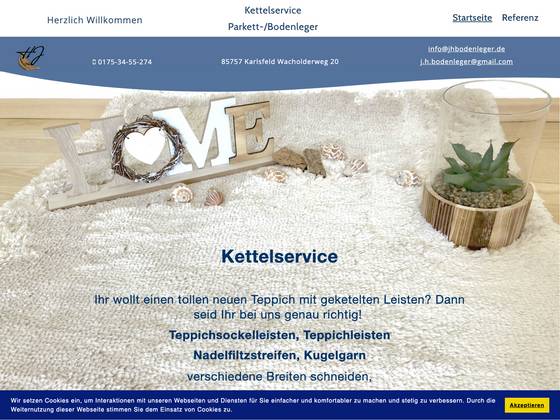 Herzlich Willkommen
Kettelservice
Parkett-/Bodenleger
Startseite Referenz
HJ
0175-34-55-274
85757 Karlsfeld Wacholderweg 20
info@jhbodenleger.de
j.h.bodenleger@gmail.com
HOME
Kettelservice
Ihr wollt einen tollen neuen Teppich mit geketelten Leisten? Dann
seid Ihr bei uns genau richtig!
Teppichsockelleisten, Teppichleisten
Nadelfiltzstreifen, Kugelgarn
verschiedene Breiten schneiden,
Wir setzen Cookies ein, um Interaktionen mit unseren Webseiten und Diensten für Sie einfacher und komfortabler zu machen und stetig zu verbessern. Durch die
Weiternutzung dieser Webseite stimmen Sie dem Einsatz von Cookies zu.
Akzeptieren